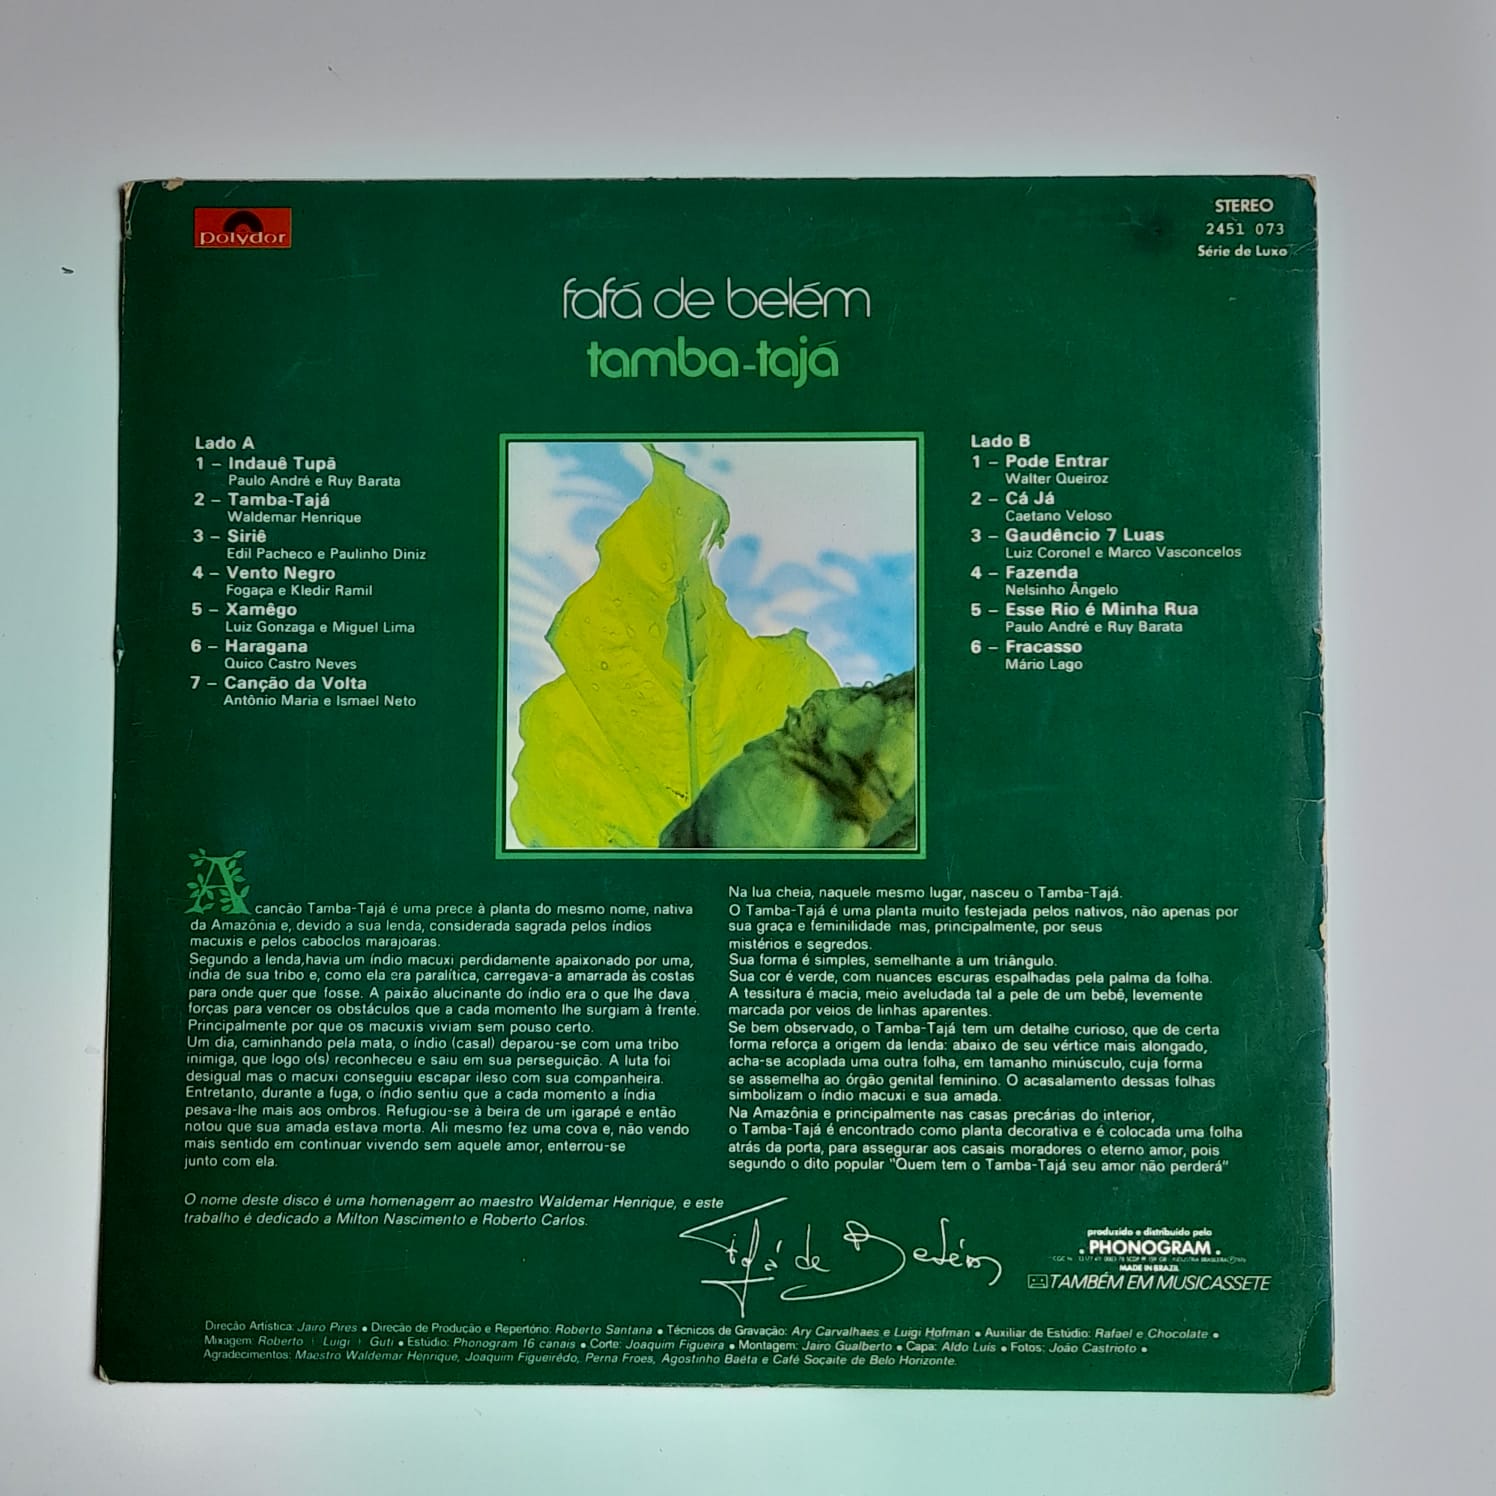 polydor
STEREO
2451 073
Série de Luxo
fafá de belém
tamba-tajá
Lado A
1 – Indauê Tupã
Paulo André e Ruy Barata
2 – Tamba-Tajá
Waldemar Henrique
3 – Siriê
Edil Pacheco e Paulinho Diniz
4 – Vento Negro
Fogaça e Kledir Ramil
5 – Xamêgo
Luiz Gonzaga e Miguel Lima
6 – Haragana
Quico Castro Neves
7 – Canção da Volta
Antônio Maria e Ismael Neto
Lado B
1 – Pode Entrar
Walter Queiroz
2 – Cá Já
Caetano Veloso
3 – Gaudêncio 7 Luas
Luiz Coronel e Marco Vasconcelos
4 – Fazenda
Nelsinho Ângelo
5 – Esse Rio é Minha Rua
Paulo André e Ruy Barata
6 – Fracasso
Mário Lago
A canção Tamba-Tajá é uma prece à planta do mesmo nome, nativa
da Amazônia e, devido a sua lenda, considerada sagrada pelos índios
macuxis e pelos caboclos marajoaras.
Segundo a lenda,havia um índio macuxi perdidamente apaixonado por uma,
índia de sua tribo e, como ela era paralítica, carregava-a amarrada às costas
para onde quer que fosse. A paixão alucinante do índio era o que lhe dava
forças para vencer os obstáculos que a cada momento lhe surgiam à frente.
Principalmente por que os macuxis viviam sem pouso certo.
Um dia, caminhando pela mata, o índio (casal) deparou-se com uma tribo
inimiga, que logo o(s) reconheceu e saiu em sua perseguição. A luta foi
desigual mas o macuxi conseguiu escapar ileso com sua companheira.
Entretanto, durante a fuga, o índio sentiu que a cada momento a índia
pesava-lhe mais aos ombros. Refugiou-se à beira de um igarapé e então
notou que sua amada estava morta. Ali mesmo fez uma cova e, não vendo
mais sentido em continuar vivendo sem aquele amor, enterrou-se
junto com ela.
Na lua cheia, naquele mesmo lugar, nasceu o Tamba-Tajá.
O Tamba-Tajá é uma planta muito festejada pelos nativos, não apenas por
sua graça e feminilidade mas, principalmente, por seus
mistérios e segredos.
Sua forma é simples, semelhante a um triângulo.
Sua cor é verde, com nuances escuras espalhadas pela palma da folha.
A tessitura é macia, meio aveludada tal a pele de um bebê, levemente
marcada por veios de linhas aparentes.
Se bem observado, o Tamba-Tajá tem um detalhe curioso, que de certa
forma reforça a origem da lenda: abaixo de seu vértice mais alongado,
acha-se acoplada uma outra folha, em tamanho minúsculo, cuja forma
se assemelha ao órgão genital feminino. O acasalamento dessas folhas
simbolizam o índio macuxi e sua amada.
Na Amazônia e principalmente nas casas precárias do interior,
o Tamba-Tajá é encontrado como planta decorativa e é colocada uma folha
atrás da porta, para assegurar aos casais moradores o eterno amor, pois
segundo o dito popular "Quem tem o Tamba-Tajá seu amor não perderá"
O nome deste disco é uma homenagem ao maestro Waldemar Henrique, e este
trabalho é dedicado a Milton Nascimento e Roberto Carlos.
Fafá de Belém
produzido e distribuído pelo
. PHONOGRAM .
MADE IN BRAZIL
TAMBÉM EM MUSICASSETE
Direção Artística: Jairo Pires • Direção de Produção e Repertório: Roberto Santana • Técnicos de Gravação: Ary Carvalhaes e Luigi Hofman • Auxiliar de Estúdio: Rafael e Chocolate •
Mixagem: Roberto Luigi Guti • Estúdio: Phonogram 16 canais • Corte: Joaquim Figueira • Montagem: Jairo Gualberto • Capa: Aldo Luis • Fotos: João Castrioto •
Agradecimentos: Maestro Waldemar Henrique, Joaquim Figueirêdo, Perna Froes, Agostinho Baêta e Café Soçaite de Belo Horizonte.